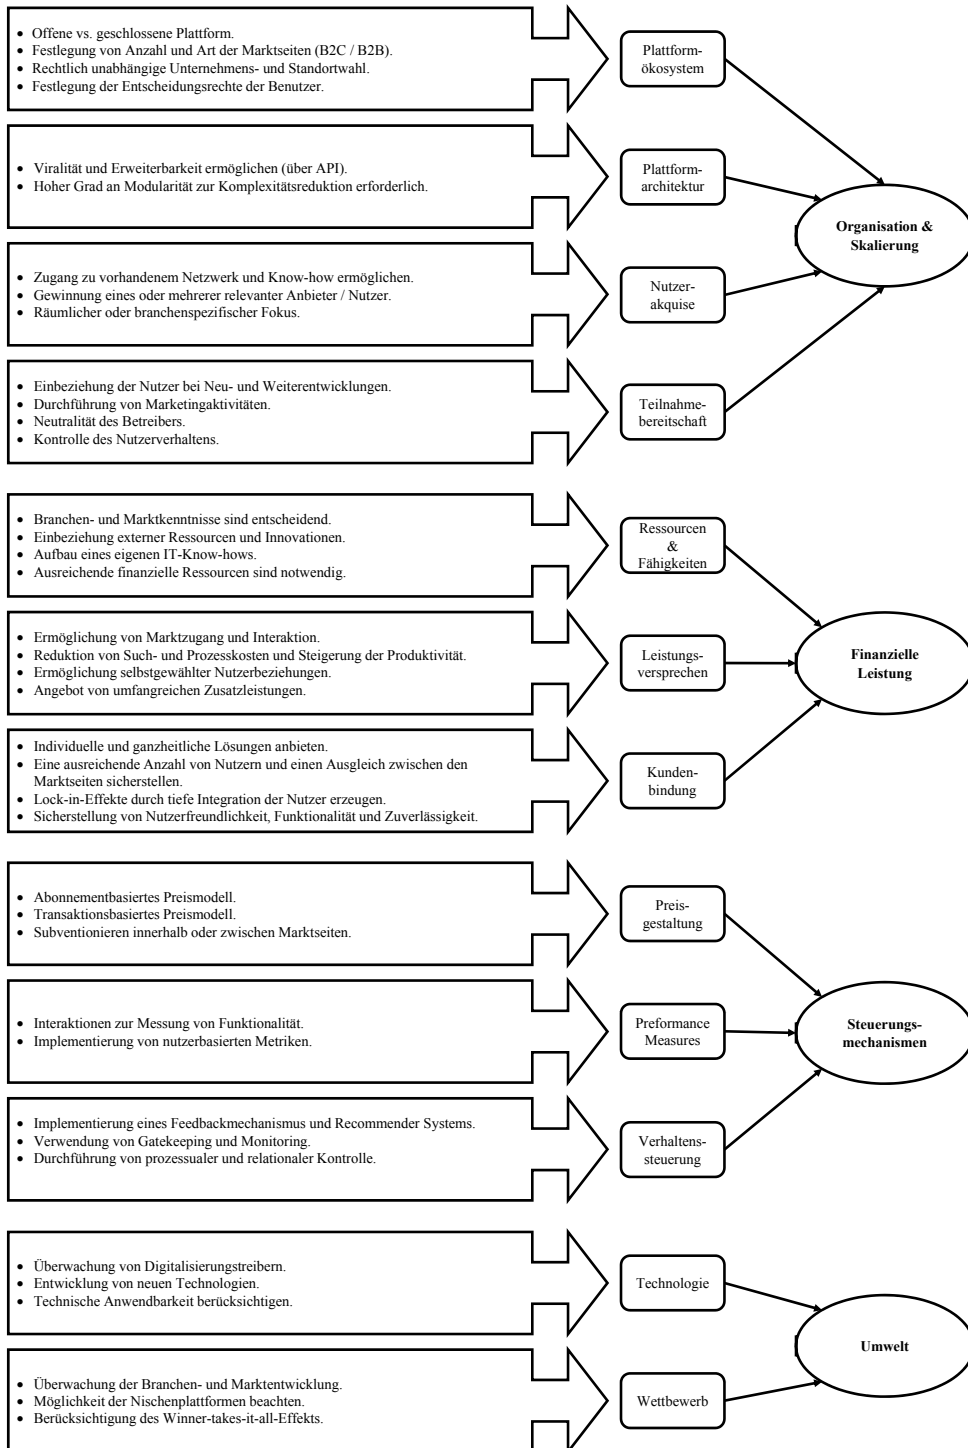 • Offene vs. geschlossene Plattform.
• Festlegung von Anzahl und Art der Marktseiten (B2C / B2B).
• Rechtlich unabhängige Unternehmens- und Standortwahl.
• Festlegung der Entscheidungsrechte der Benutzer.
Plattform-
ökosystem
• Viralität und Erweiterbarkeit ermöglichen (über API).
• Hoher Grad an Modularität zur Komplexitätsreduktion erforderlich.
Plattform-
architektur
Organisation &
Skalierung
• Zugang zu vorhandenem Netzwerk und Know-how ermöglichen.
• Gewinnung eines oder mehrerer relevanter Anbieter / Nutzer.
• Räumlicher oder branchenspezifischer Fokus.
Nutzer-
akquise
• Einbeziehung der Nutzer bei Neu- und Weiterentwicklungen.
• Durchführung von Marketingaktivitäten.
• Neutralität des Betreibers.
• Kontrolle des Nutzerverhaltens.
Teilnahme-
bereitschaft
• Branchen- und Marktkenntnisse sind entscheidend.
• Einbeziehung externer Ressourcen und Innovationen.
• Aufbau eines eigenen IT-Know-hows.
• Ausreichende finanzielle Ressourcen sind notwendig.
Ressourcen
&
Fähigkeiten
• Ermöglichung von Marktzugang und Interaktion.
• Reduktion von Such- und Prozesskosten und Steigerung der Produktivität.
• Ermöglichung selbstgewählter Nutzerbeziehungen.
• Angebot von umfangreichen Zusatzleistungen.
Leistungs-
versprechen
Finanzielle
Leistung
• Individuelle und ganzheitliche Lösungen anbieten.
• Eine ausreichende Anzahl von Nutzern und einen Ausgleich zwischen den
Marktseiten sicherstellen.
• Lock-in-Effekte durch tiefe Integration der Nutzer erzeugen.
• Sicherstellung von Nutzerfreundlichkeit, Funktionalität und Zuverlässigkeit.
Kunden-
bindung
• Abonnementbasiertes Preismodell.
• Transaktionsbasiertes Preismodell.
• Subventionieren innerhalb oder zwischen Marktseiten.
Preis-
gestaltung
• Interaktionen zur Messung von Funktionalität.
• Implementierung von nutzerbasierten Metriken.
Preformance
Measures
Steuerungs-
mechanismen
• Implementierung eines Feedbackmechanismus und Recommender Systems.
• Verwendung von Gatekeeping und Monitoring.
• Durchführung von prozessualer und relationaler Kontrolle.
Verhaltens-
steuerung
• Überwachung von Digitalisierungstreibern.
• Entwicklung von neuen Technologien.
• Technische Anwendbarkeit berücksichtigen.
Technologie
Umwelt
• Überwachung der Branchen- und Marktentwicklung.
• Möglichkeit der Nischenplattformen beachten.
• Berücksichtigung des Winner-takes-it-all-Effekts.
Wettbewerb